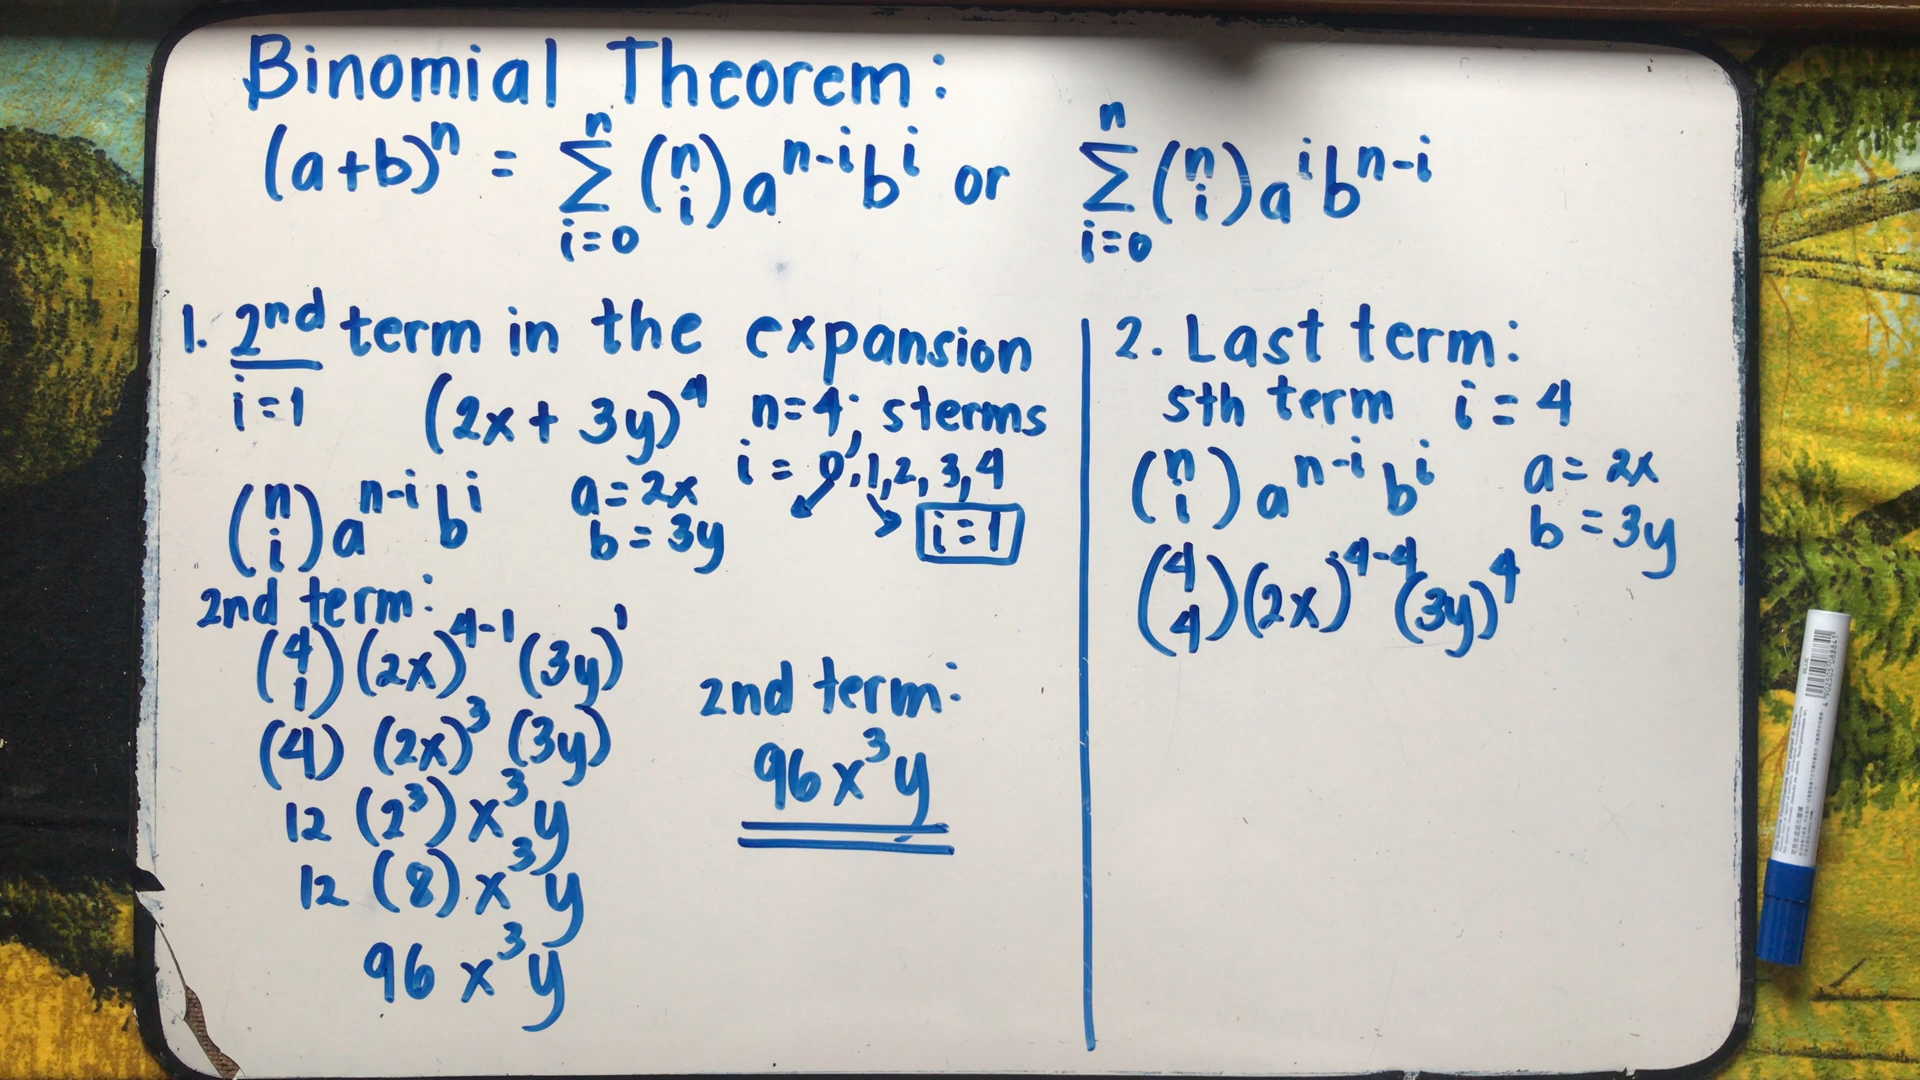 Binomial Theorem:
(a+b)^n = Σ_{i=0}^{n} (n i) a^{n-i} b^i or Σ_{i=0}^{n} (n i) a^i b^{n-i}
1. 2nd term in the expansion
i=1 (2x + 3y)^4 n=4; 5terms
i = 0,1,2,3,4
(n i) a^{n-i} b^i a=2x
b=3y i=1
2nd term:
(4 1)(2x)^{4-1}(3y)^1
(4) (2x)^3 (3y)
12 (2^3) x^3 y
12 (8) x^3 y
96 x^3 y
2nd term:
96x^3y
2. Last term:
5th term i = 4
(n i) a^{n-i} b^i a=2x
b=3y
(4 4)(2x)^{4-4}(3y)^4